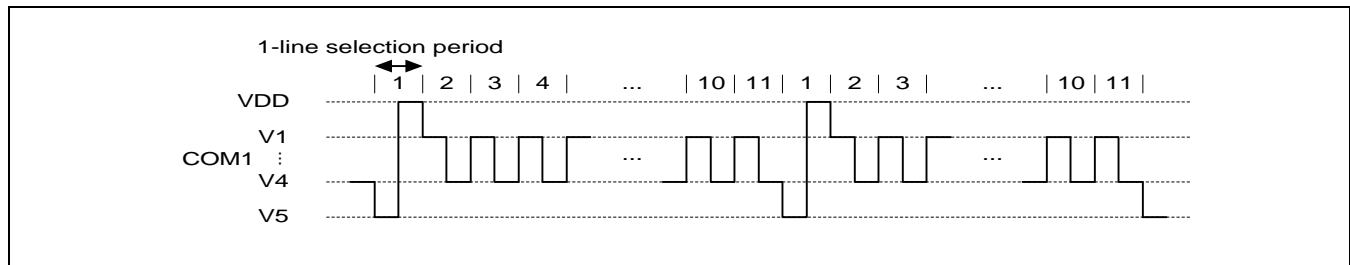 1-line selection period
| 1 | 2 | 3 | 4 | ... | 10 | 11 | 1 | 2 | 3 | ... | 10 | 11 |
VDD
V1
COM1 ⋮ ... ...
V4
V5